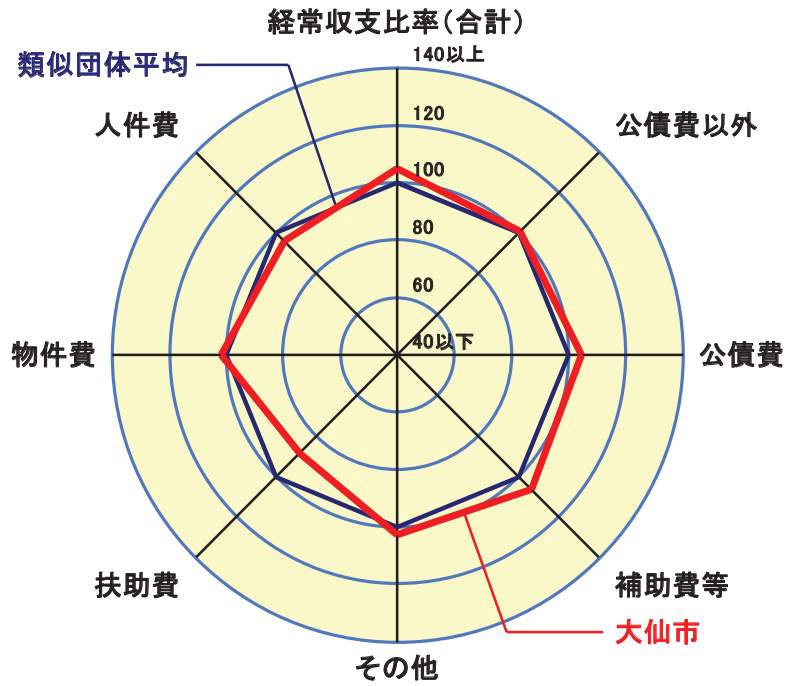 経常収支比率（合計）
140以上
類似団体平均
人件費
公債費以外
120
100
80
60
40以下
物件費
公債費
扶助費
補助費等
大仙市
その他